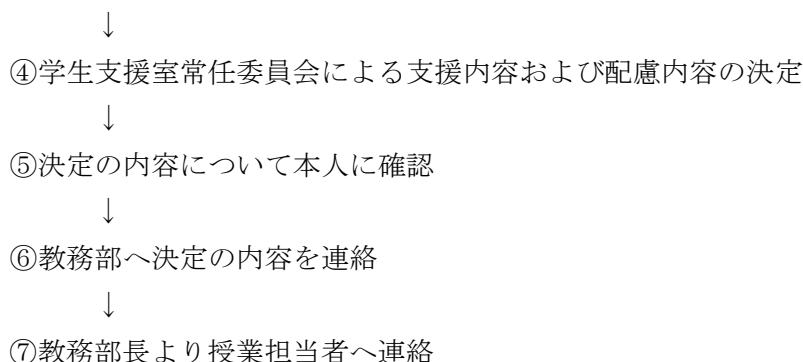 ↓
④学生支援室常任委員会による支援内容および配慮内容の決定
↓
⑤決定の内容について本人に確認
↓
⑥教務部へ決定の内容を連絡
↓
⑦教務部長より授業担当者へ連絡